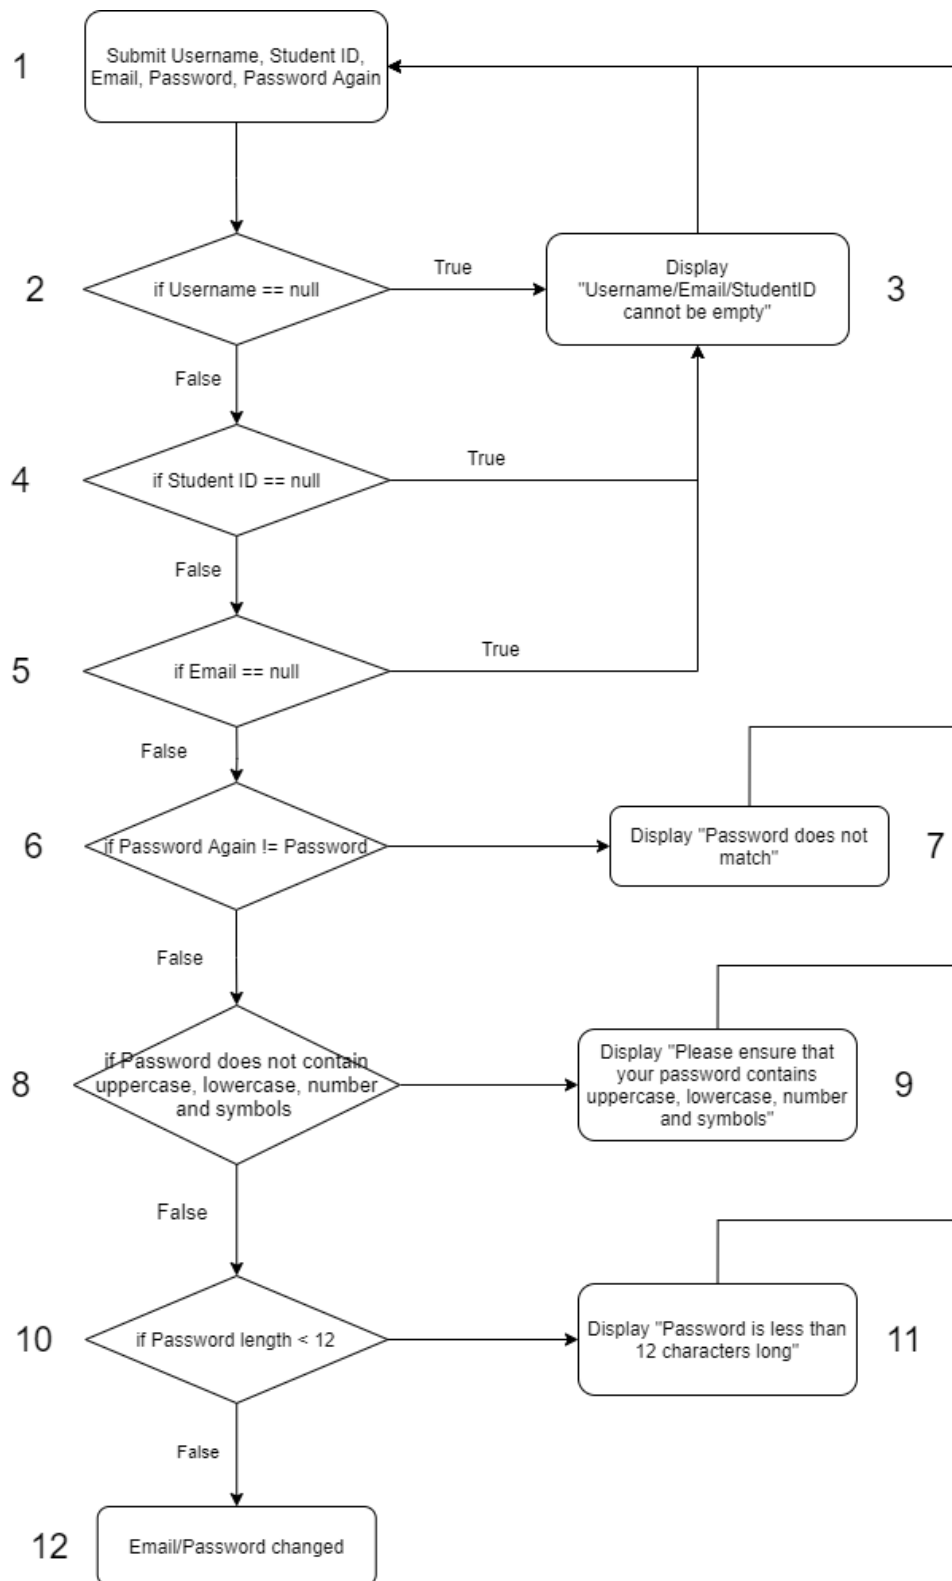 1
Submit Username, Student ID,
Email, Password, Password Again
2
if Username == null
True
Display
"Username/Email/StudentID
cannot be empty"
3
False
4
if Student ID == null
True
False
5
if Email == null
True
False
6
if Password Again != Password
Display "Password does not
match"
7
False
8
if Password does not contain
uppercase, lowercase, number
and symbols
Display "Please ensure that
your password contains
uppercase, lowercase, number
and symbols"
9
False
10
if Password length < 12
Display "Password is less than
12 characters long"
11
False
12
Email/Password changed